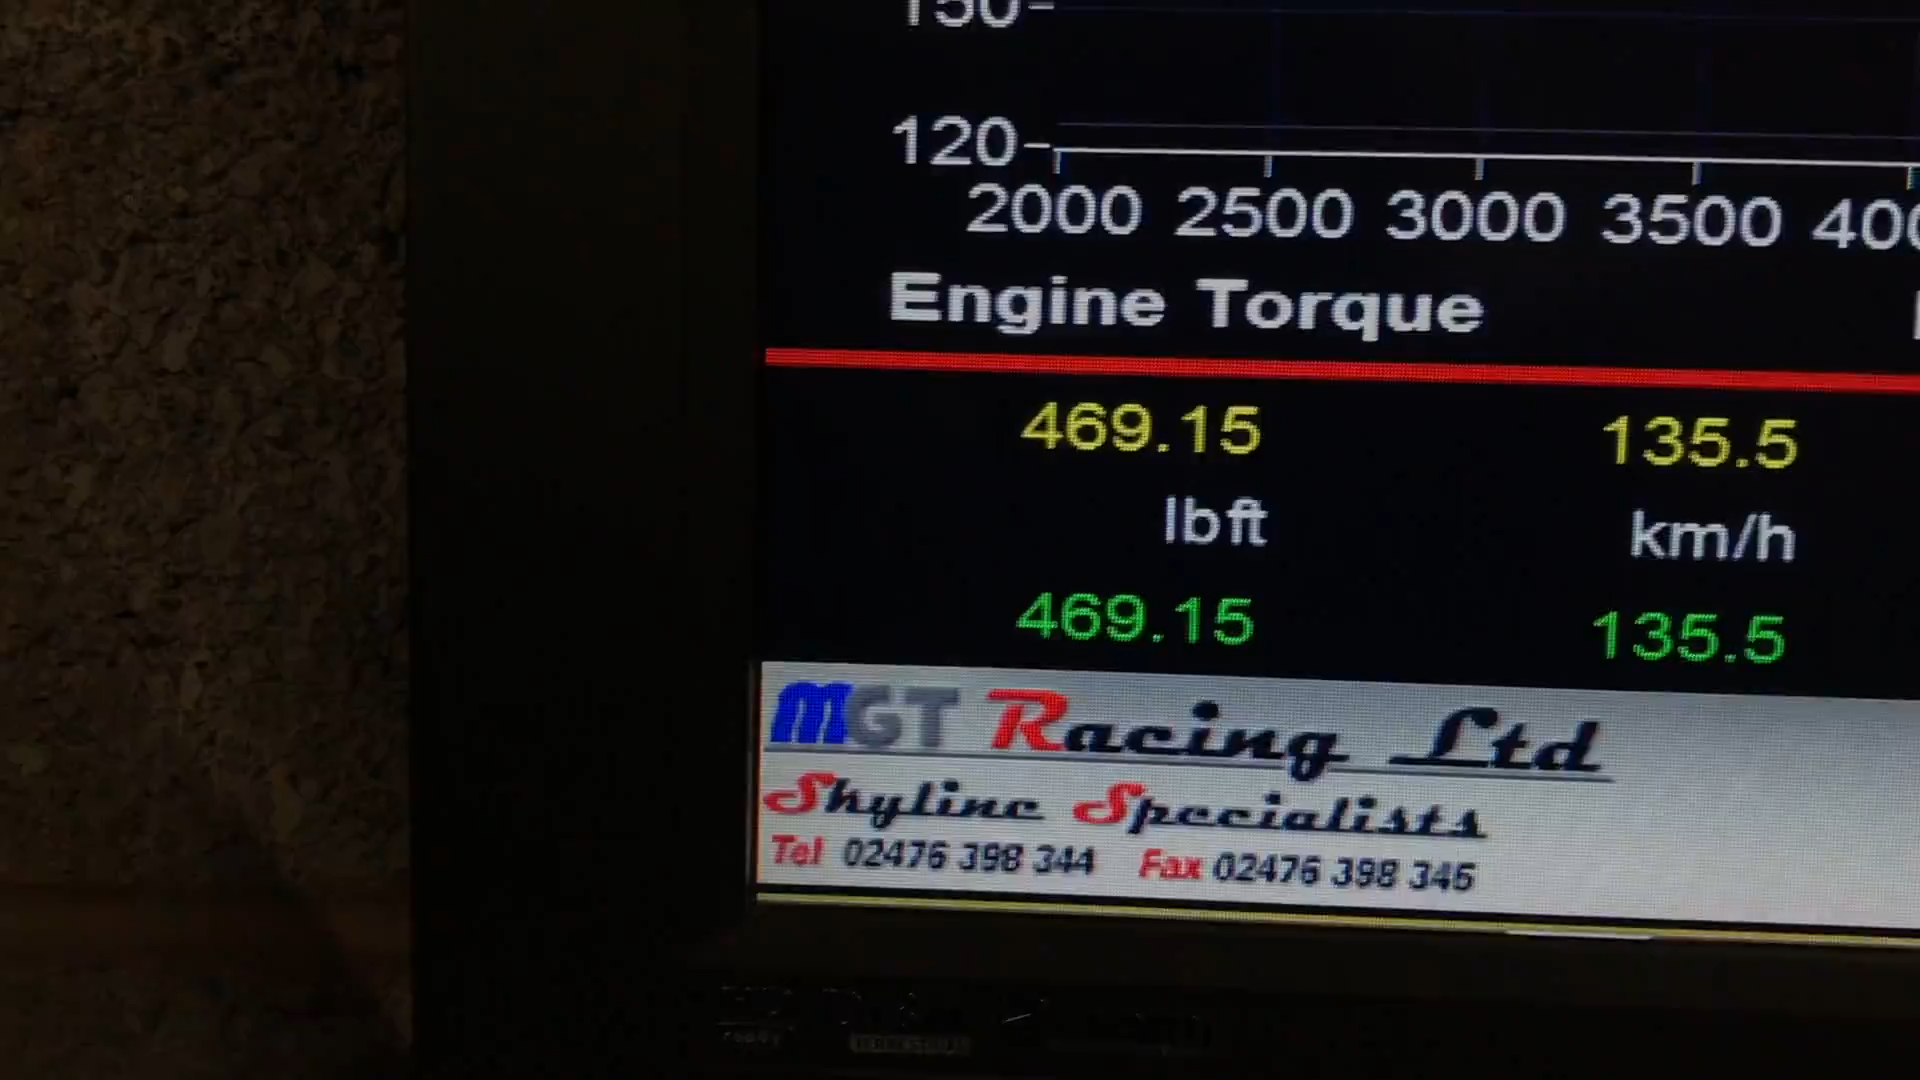 150
120
2000 2500 3000 3500
Engine Torque
469.15 135.5
lbft km/h
469.15 135.5
MGT Racing Ltd
Skyline Specialists
Tel 02476 398 344 Fax 02476 398 345